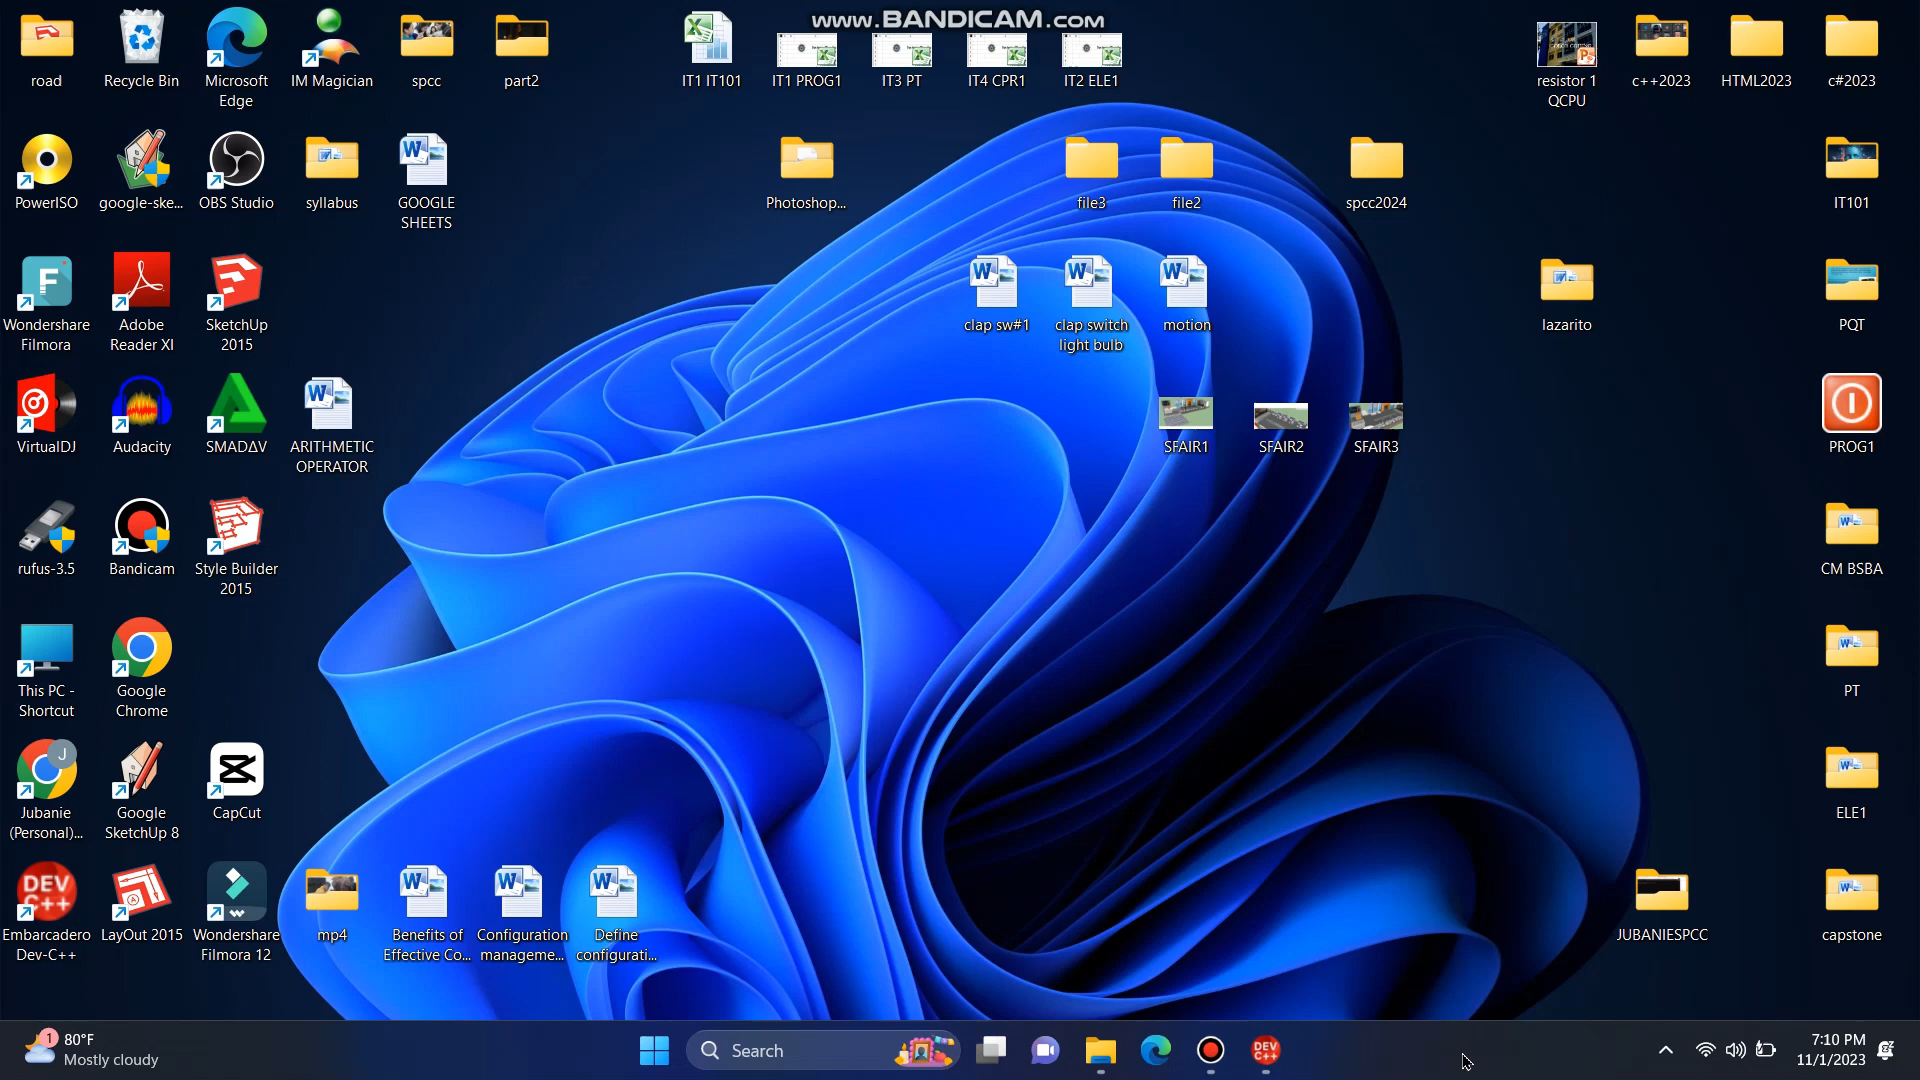 www.BANDICAM.com
road
Recycle Bin
Microsoft
Edge
IM Magician
spcc
part2
IT1 IT101
IT1 PROG1
IT3 PT
IT4 CPR1
IT2 ELE1
resistor 1
QCPU
c++2023
HTML2023
c#2023
PowerISO
google-ske...
OBS Studio
syllabus
GOOGLE
SHEETS
Photoshop...
file3
file2
spcc2024
IT101
Wondershare
Filmora
Adobe
Reader XI
SketchUp
2015
clap sw#1
clap switch
light bulb
motion
lazarito
PQT
VirtualDJ
Audacity
SMADΔV
ARITHMETIC
OPERATOR
SFAIR1
SFAIR2
SFAIR3
PROG1
rufus-3.5
Bandicam
Style Builder
2015
CM BSBA
This PC -
Shortcut
Google
Chrome
PT
J
Jubanie
(Personal)...
Google
SketchUp 8
CapCut
ELE1
DEV
C++
Embarcadero
Dev-C++
LayOut 2015
Wondershare
Filmora 12
mp4
Benefits of
Effective Co...
Configuration
manageme...
Define
configurati...
JUBANIESPCC
capstone
1
80°F
Mostly cloudy
Search
DEV
C++
7:10 PM
11/1/2023